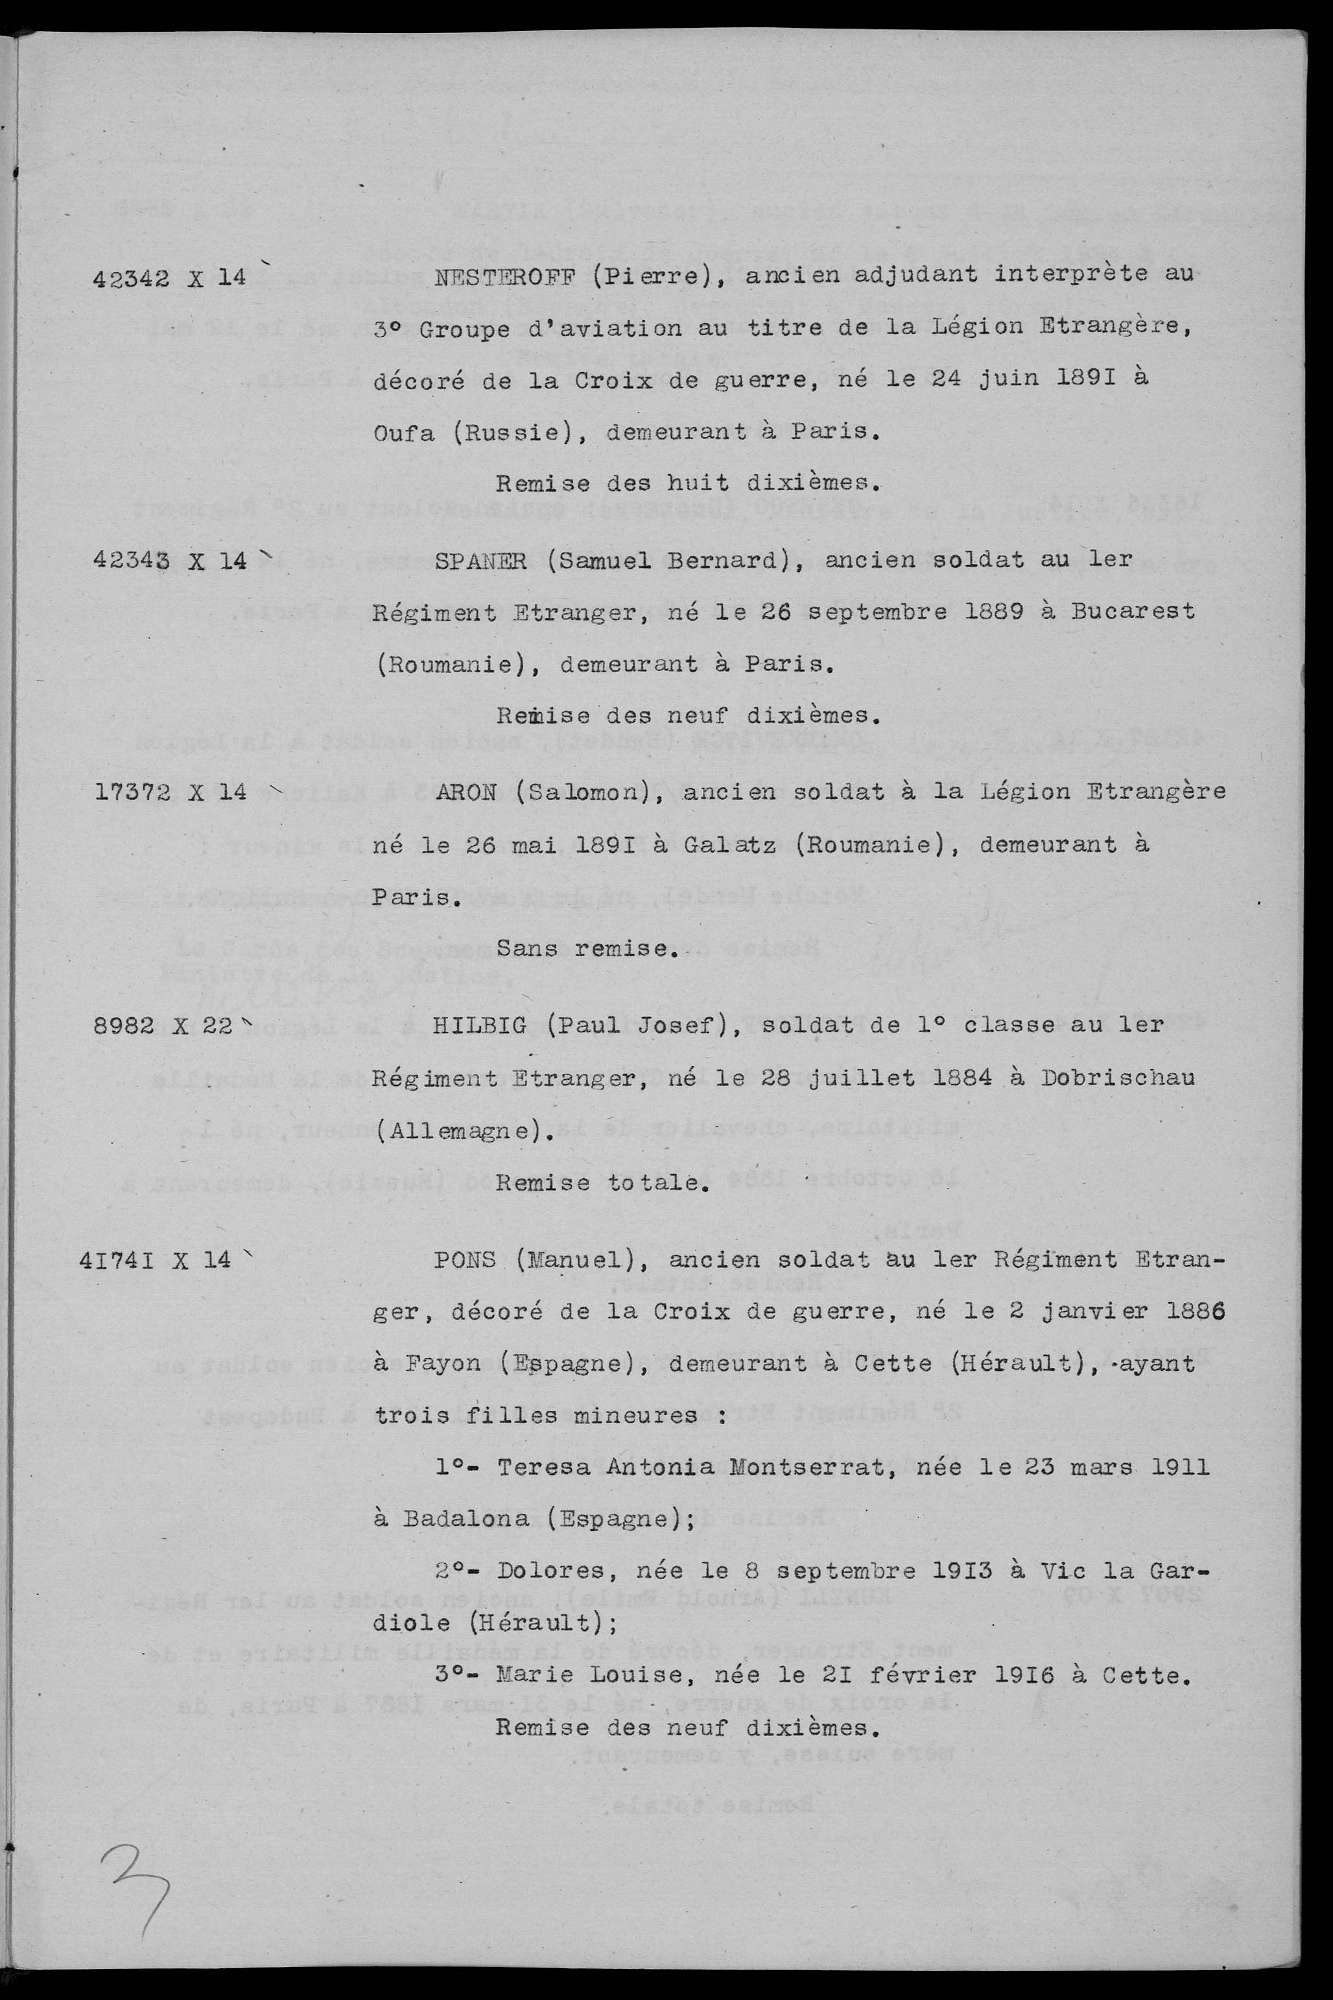 42342 X 14 NESTEROFF (Pierre), ancien adjudant interprète au
3° Groupe d'aviation au titre de la Légion Etrangère,
décoré de la Croix de guerre, né le 24 juin 189I à
Oufa (Russie), demeurant à Paris.
Remise des huit dixièmes.
42343 X 14 SPANER (Samuel Bernard), ancien soldat au 1er
Régiment Etranger, né le 26 septembre 1889 à Bucarest
(Roumanie), demeurant à Paris.
Remise des neuf dixièmes.
17372 X 14 ARON (Salomon), ancien soldat à la Légion Etrangère
né le 26 mai 189I à Galatz (Roumanie), demeurant à
Paris.
Sans remise.
8982 X 22 HILBIG (Paul Josef), soldat de 1° classe au 1er
Régiment Etranger, né le 28 juillet 1884 à Dobrischau
(Allemagne).
Remise totale.
4I74I X 14 PONS (Manuel), ancien soldat au 1er Régiment Etran-
ger, décoré de la Croix de guerre, né le 2 janvier 1886
à Fayon (Espagne), demeurant à Cette (Hérault), ayant
trois filles mineures :
1°- Teresa Antonia Montserrat, née le 23 mars 1911
à Badalona (Espagne);
2°- Dolores, née le 8 septembre 19I3 à Vic la Gar-
diole (Hérault);
3°- Marie Louise, née le 2I février 19I6 à Cette.
Remise des neuf dixièmes.
3